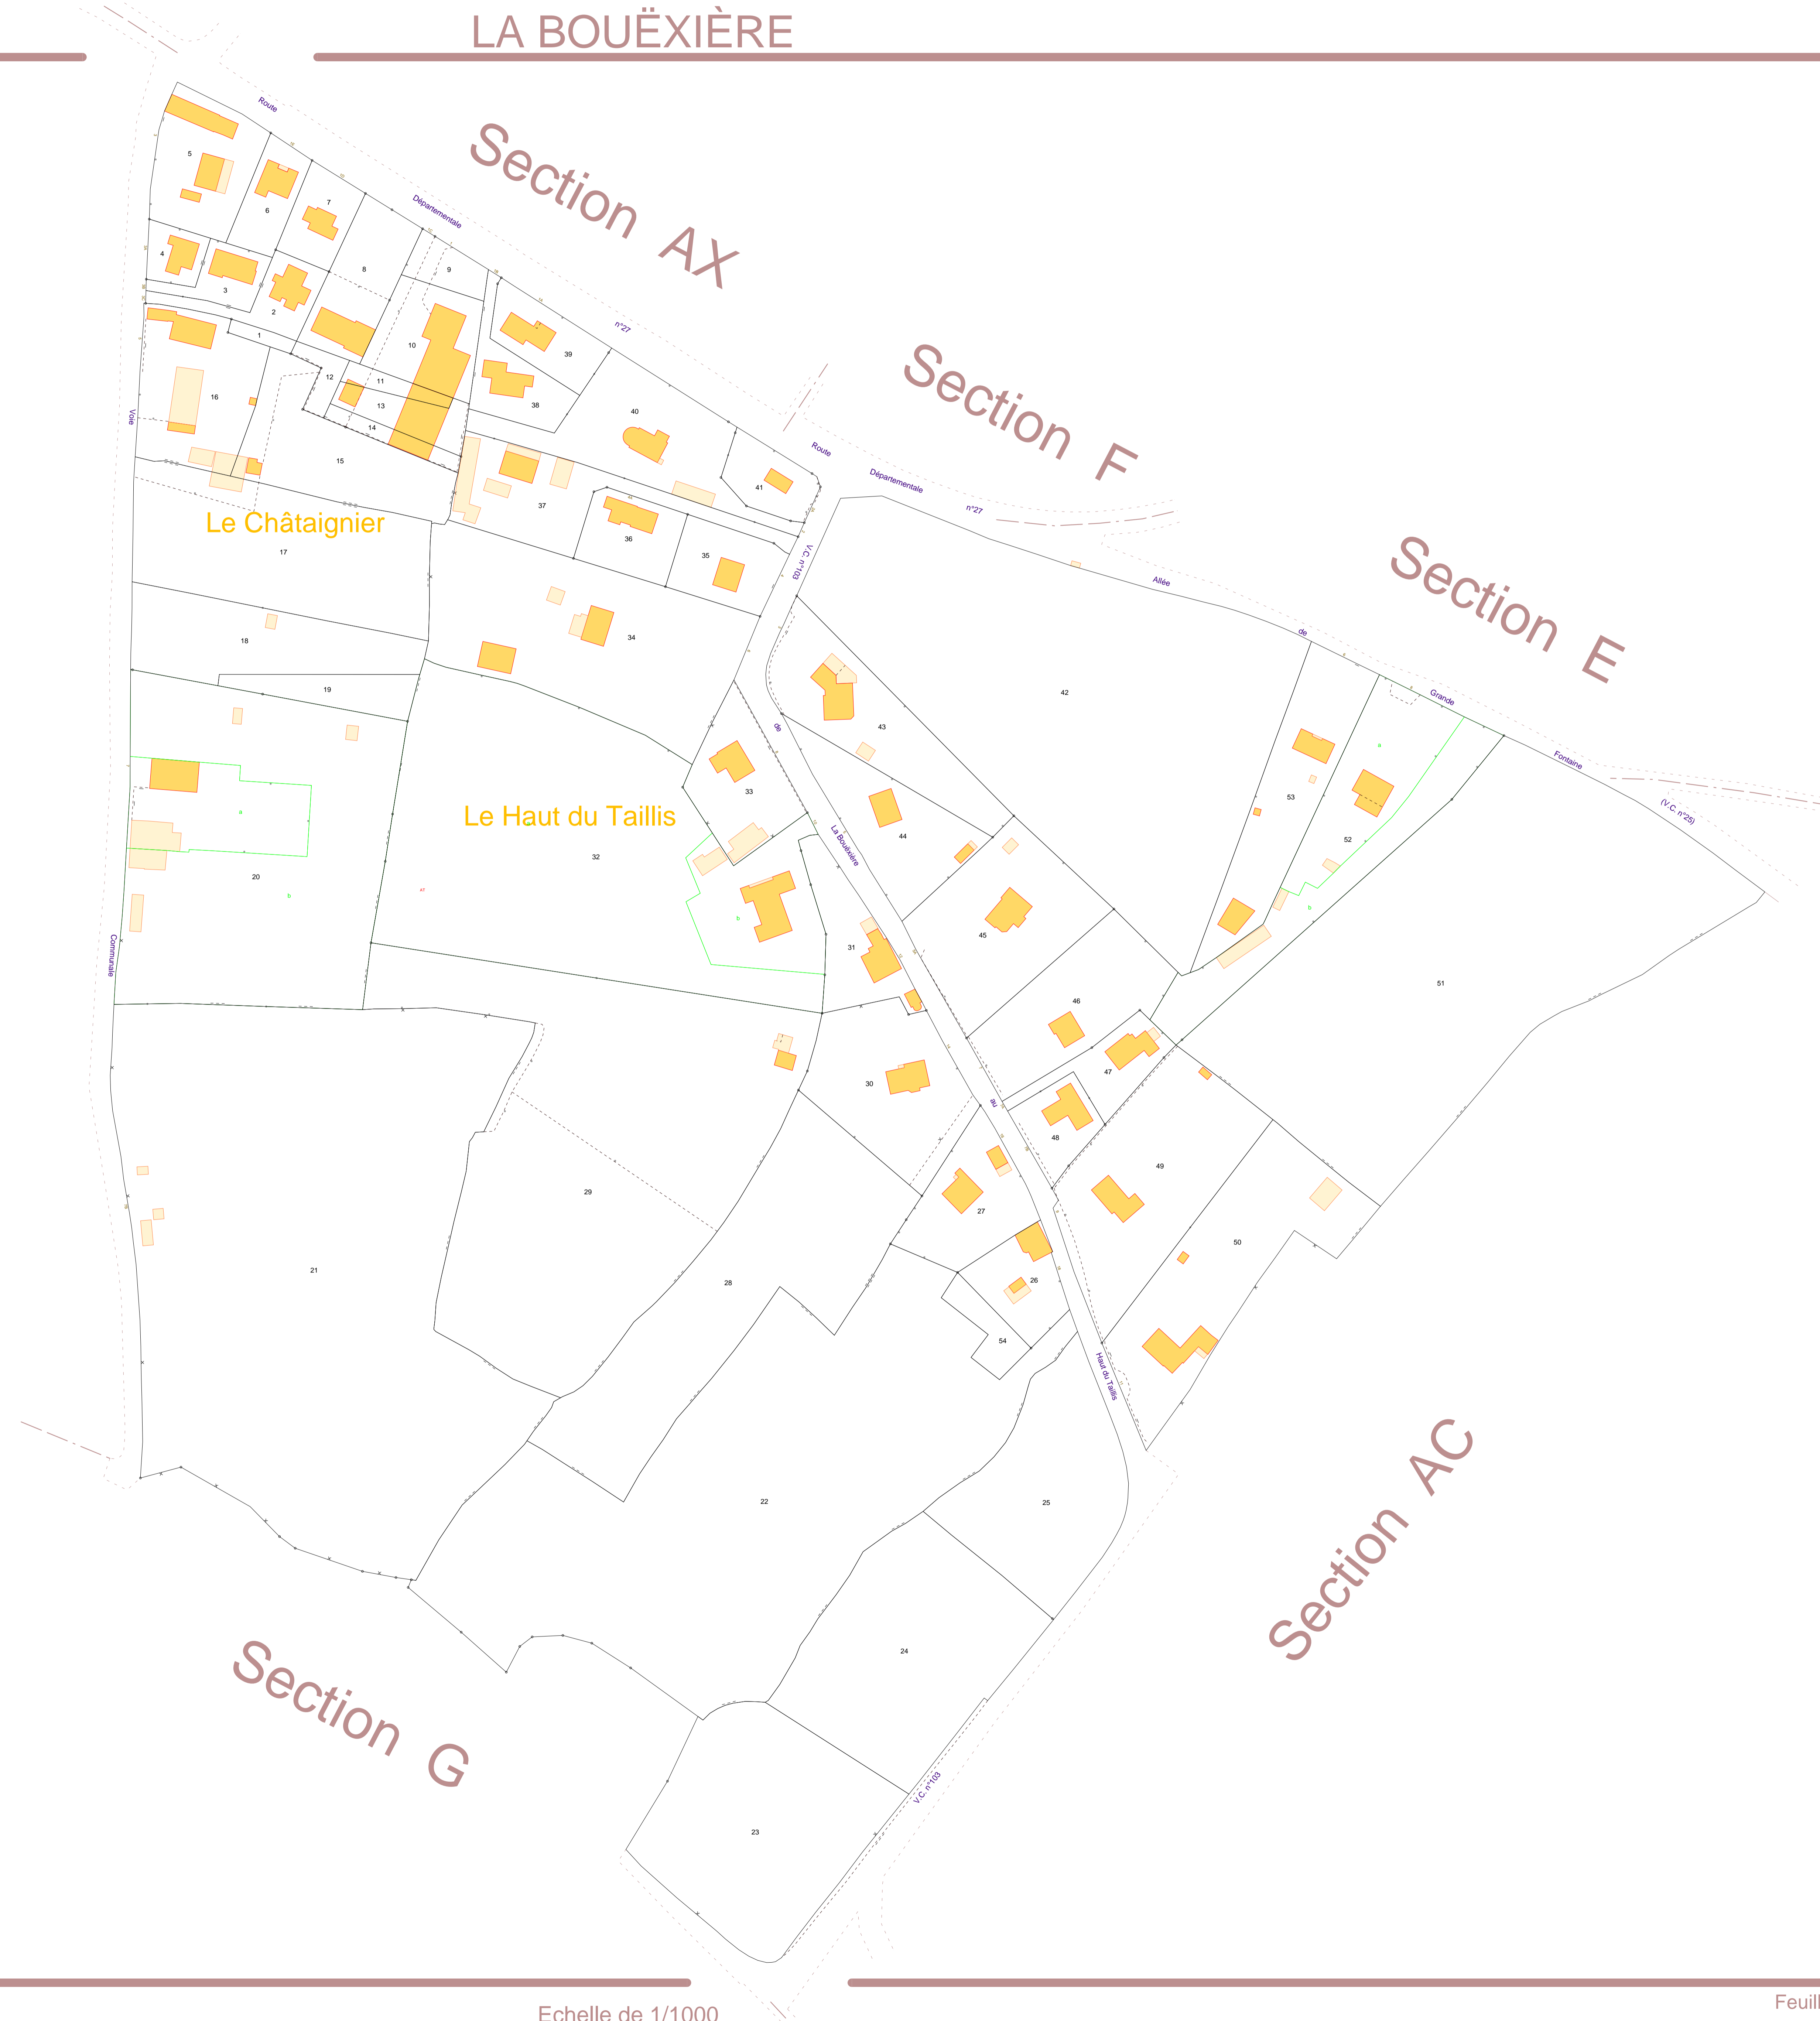 LA BOUËXIÈRE
Route
Section AX
5
7
6
Départementale
4
8
9
3
2
n°27
1
39
10
Section F
12
11
16
13
38
40
Voie
14
Route
15
Départementale
41
37
n°27
Le Châtaignier
36
17
35
V.C. n°103
Section E
Allée
18
34
de
19
42
Grande
de
43
a
Fontaine
33
53
(V.C. n°25)
a
Le Haut du Taillis
La Bouëxière
44
52
32
20
b
b
b
31
45
Communale
51
46
30
47
au
48
49
29
27
50
21
28
26
54
Haut du Taillis
22
25
Section AC
24
Section G
V.C. n°103
23
Echelle de 1/1000
Feuill